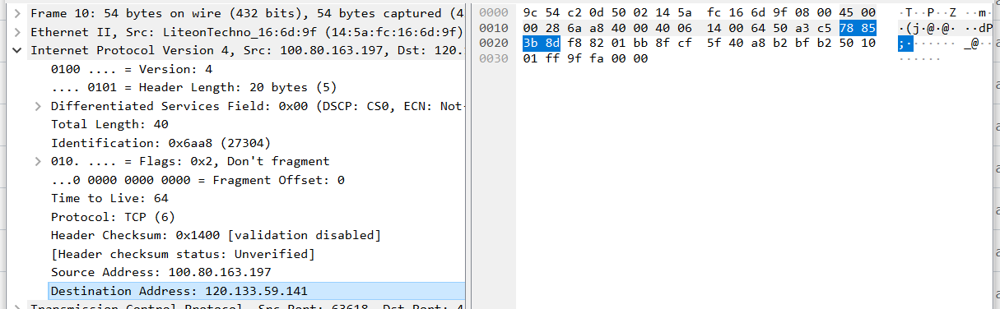 Frame 10: 54 bytes on wire (432 bits), 54 bytes captured (4
Ethernet II, Src: LiteonTechno_16:6d:9f (14:5a:fc:16:6d:9f)
Internet Protocol Version 4, Src: 100.80.163.197, Dst: 120.
0100 .... = Version: 4
.... 0101 = Header Length: 20 bytes (5)
Differentiated Services Field: 0x00 (DSCP: CS0, ECN: Not-
Total Length: 40
Identification: 0x6aa8 (27304)
010. .... = Flags: 0x2, Don't fragment
...0 0000 0000 0000 = Fragment Offset: 0
Time to Live: 64
Protocol: TCP (6)
Header Checksum: 0x1400 [validation disabled]
[Header checksum status: Unverified]
Source Address: 100.80.163.197
Destination Address: 120.133.59.141
Transmission Control Protocol, Src Port: 63618, Dst Port: 4
0000 9c 54 c2 0d 50 02 14 5a fc 16 6d 9f 08 00 45 00 ·T··P··Z ··m···
0010 00 28 6a a8 40 00 40 06 14 00 64 50 a3 c5 78 85 ·(j·@·@· ··dP
0020 3b 8d f8 82 01 bb 8f cf 5f 40 a8 b2 bf b2 50 10 ;······· _@····
0030 01 ff 9f fa 00 00 ······